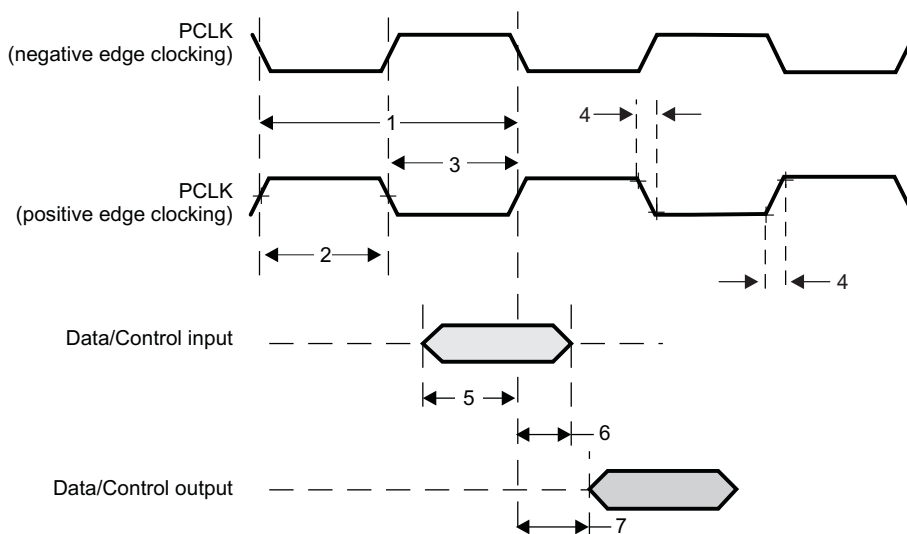 PCLK
(negative edge clocking)
4
1
3
PCLK
(positive edge clocking)
2
4
Data/Control input
5
6
Data/Control output
7